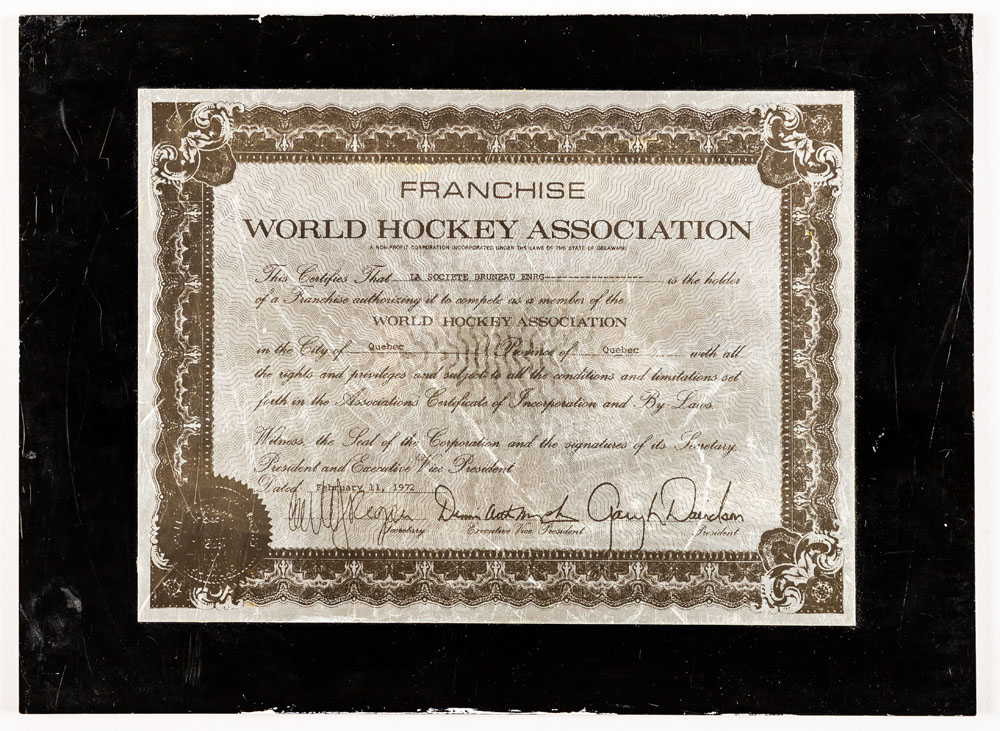 FRANCHISE
WORLD HOCKEY ASSOCIATION
A NON-PROFIT CORPORATION INCORPORATED UNDER THE LAWS OF THE STATE OF DELAWARE
This Certifies That LA SOCIETE BRUNEAU ENRG------------------ is the holder
of a Franchise authorizing it to compete as a member of the
WORLD HOCKEY ASSOCIATION
in the City of Quebec Province of Quebec with all
the rights and privileges and subject to all the conditions and limitations set
forth in the Association's Certificate of Incorporation and By-Laws.
Witness, the Seal of the Corporation and the signatures of its Secretary,
President and Executive Vice President
Dated February 11, 1972
Gary L Davidson
Secretary Executive Vice President President